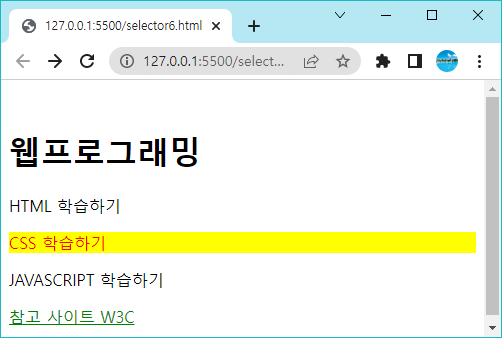 127.0.0.1:5500/selector6.html
127.0.0.1:5500/select...
웹프로그래밍
HTML 학습하기
CSS 학습하기
JAVASCRIPT 학습하기
참고 사이트 W3C